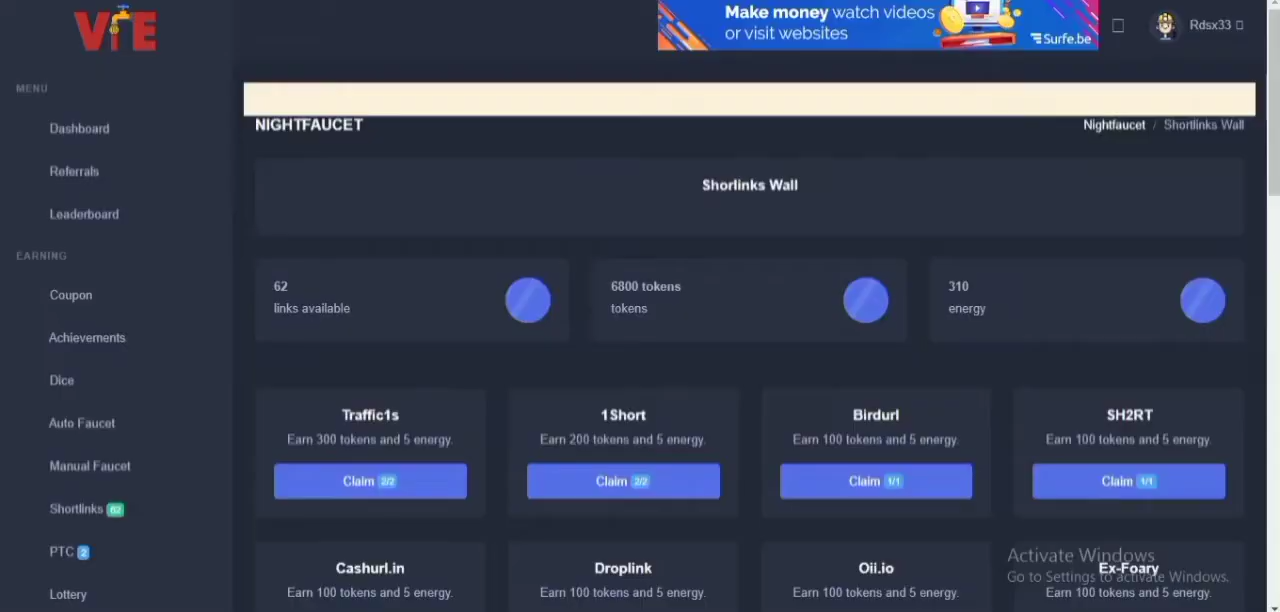 VITE
Make money watch videos
or visit websites
Surfe.be
Rdsx33
MENU
Dashboard
Referrals
Leaderboard
EARNING
Coupon
Achievements
Dice
Auto Faucet
Manual Faucet
Shortlinks 62
PTC 2
Lottery
NIGHTFAUCET
Nightfaucet / Shortlinks Wall
Shorlinks Wall
62
links available
6800 tokens
tokens
310
energy
Traffic1s
Earn 300 tokens and 5 energy.
Claim 2/2
1Short
Earn 200 tokens and 5 energy.
Claim 2/2
Birdurl
Earn 100 tokens and 5 energy.
Claim 1/1
SH2RT
Earn 100 tokens and 5 energy.
Claim 1/1
Cashurl.in
Earn 100 tokens and 5 energy.
Droplink
Earn 100 tokens and 5 energy.
Oii.io
Earn 100 tokens and 5 energy.
Ex-Foary
Earn 100 tokens and 5 energy.
Activate Windows
Go to Settings to activate Windows.